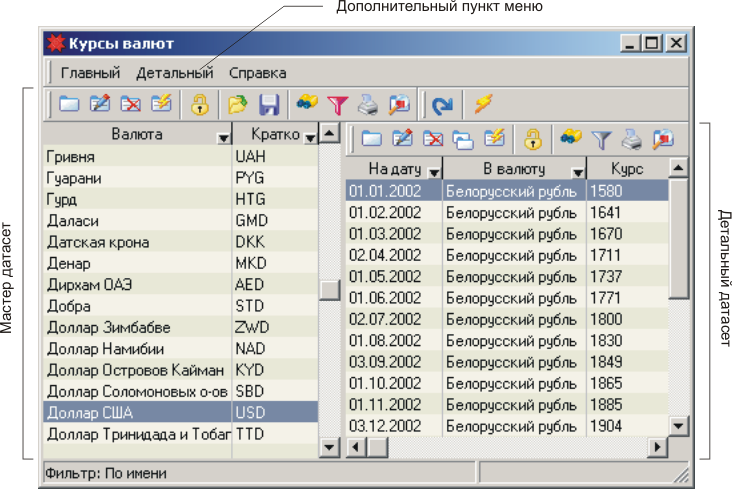 Дополнительный пункт меню
Курсы валют
Главный Детальный Справка
Мастер датасет
Валюта Кратко
Гривня UAH
Гуарани PYG
Гурд HTG
Даласи GMD
Датская крона DKK
Денар MKD
Дирхам ОАЭ AED
Добра STD
Доллар Зимбабве ZWD
Доллар Намибии NAD
Доллар Островов Кайман KYD
Доллар Соломоновых о-ов SBD
Доллар США USD
Доллар Тринидада и Тобаг TTD
На дату В валюту Курс
01.01.2002 Белорусский рубль 1580
01.02.2002 Белорусский рубль 1641
01.03.2002 Белорусский рубль 1670
02.04.2002 Белорусский рубль 1711
01.05.2002 Белорусский рубль 1737
01.06.2002 Белорусский рубль 1771
02.07.2002 Белорусский рубль 1800
01.08.2002 Белорусский рубль 1830
03.09.2002 Белорусский рубль 1849
01.10.2002 Белорусский рубль 1865
01.11.2002 Белорусский рубль 1885
03.12.2002 Белорусский рубль 1904
Детальный датасет
Фильтр: По имени